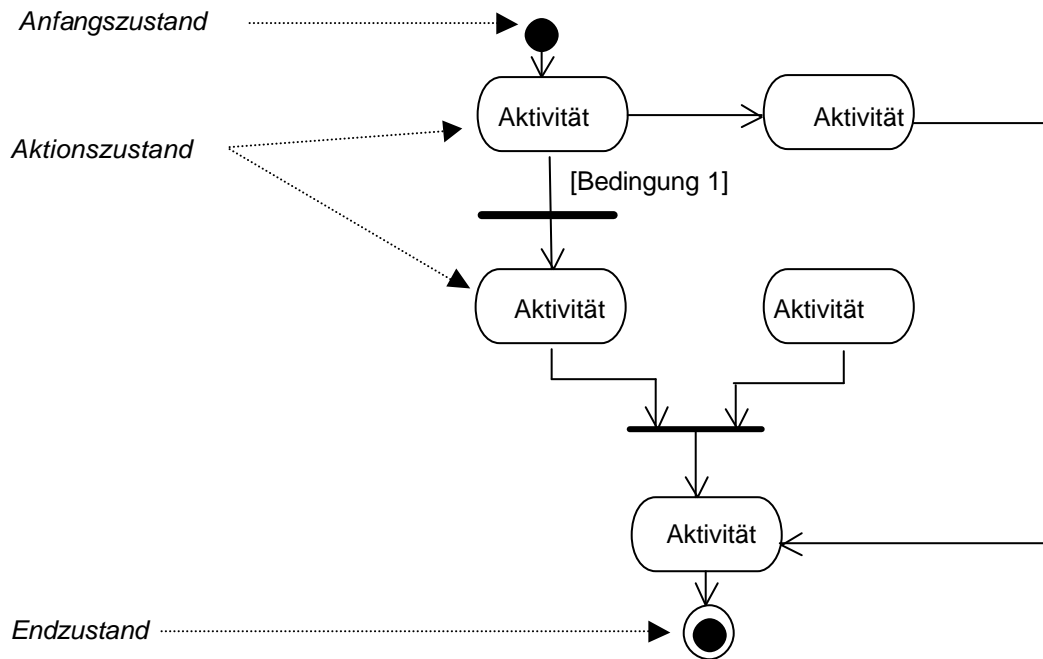 Anfangszustand
Aktivität
Aktivität
Aktionszustand
[Bedingung 1]
Aktivität
Aktivität
Aktivität
Endzustand